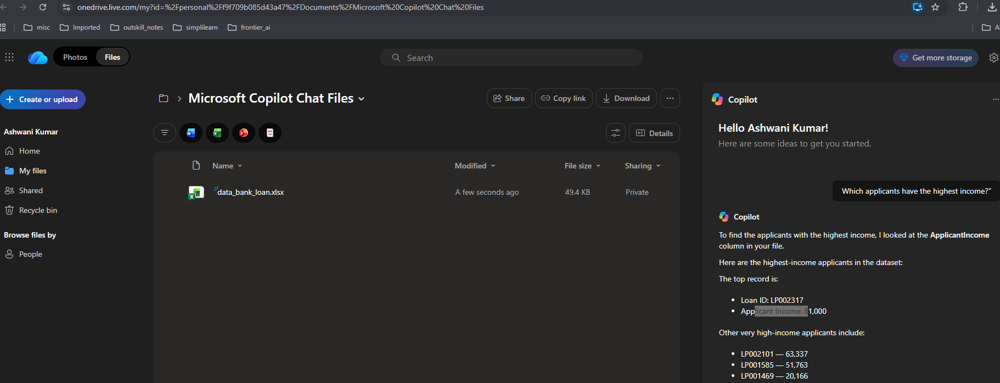 onedrive.live.com/my?id=%2Fpersonal%2Ff9f709b085d43a47%2FDocuments%2FMicrosoft%20Copilot%20Chat%20Files
misc
Imported
outskill_notes
simplilearn
frontier_ai
Al
Photos
Files
Search
Get more storage
Create or upload
Microsoft Copilot Chat Files
Share
Copy link
Download
Details
Ashwani Kumar
Home
My files
Shared
Recycle bin
Browse files by
People
Name
Modified
File size
Sharing
data_bank_loan.xlsx
A few seconds ago
49.4 KB
Private
Copilot
Hello Ashwani Kumar!
Here are some ideas to get you started.
Which applicants have the highest income?"
Copilot
To find the applicants with the highest income, I looked at the ApplicantIncome
column in your file.
Here are the highest-income applicants in the dataset:
The top record is:
• Loan ID: LP002317
• Applicant Income: 81,000
Other very high-income applicants include:
• LP002101 — 63,337
• LP001585 — 51,763
• LP001469 — 20,166